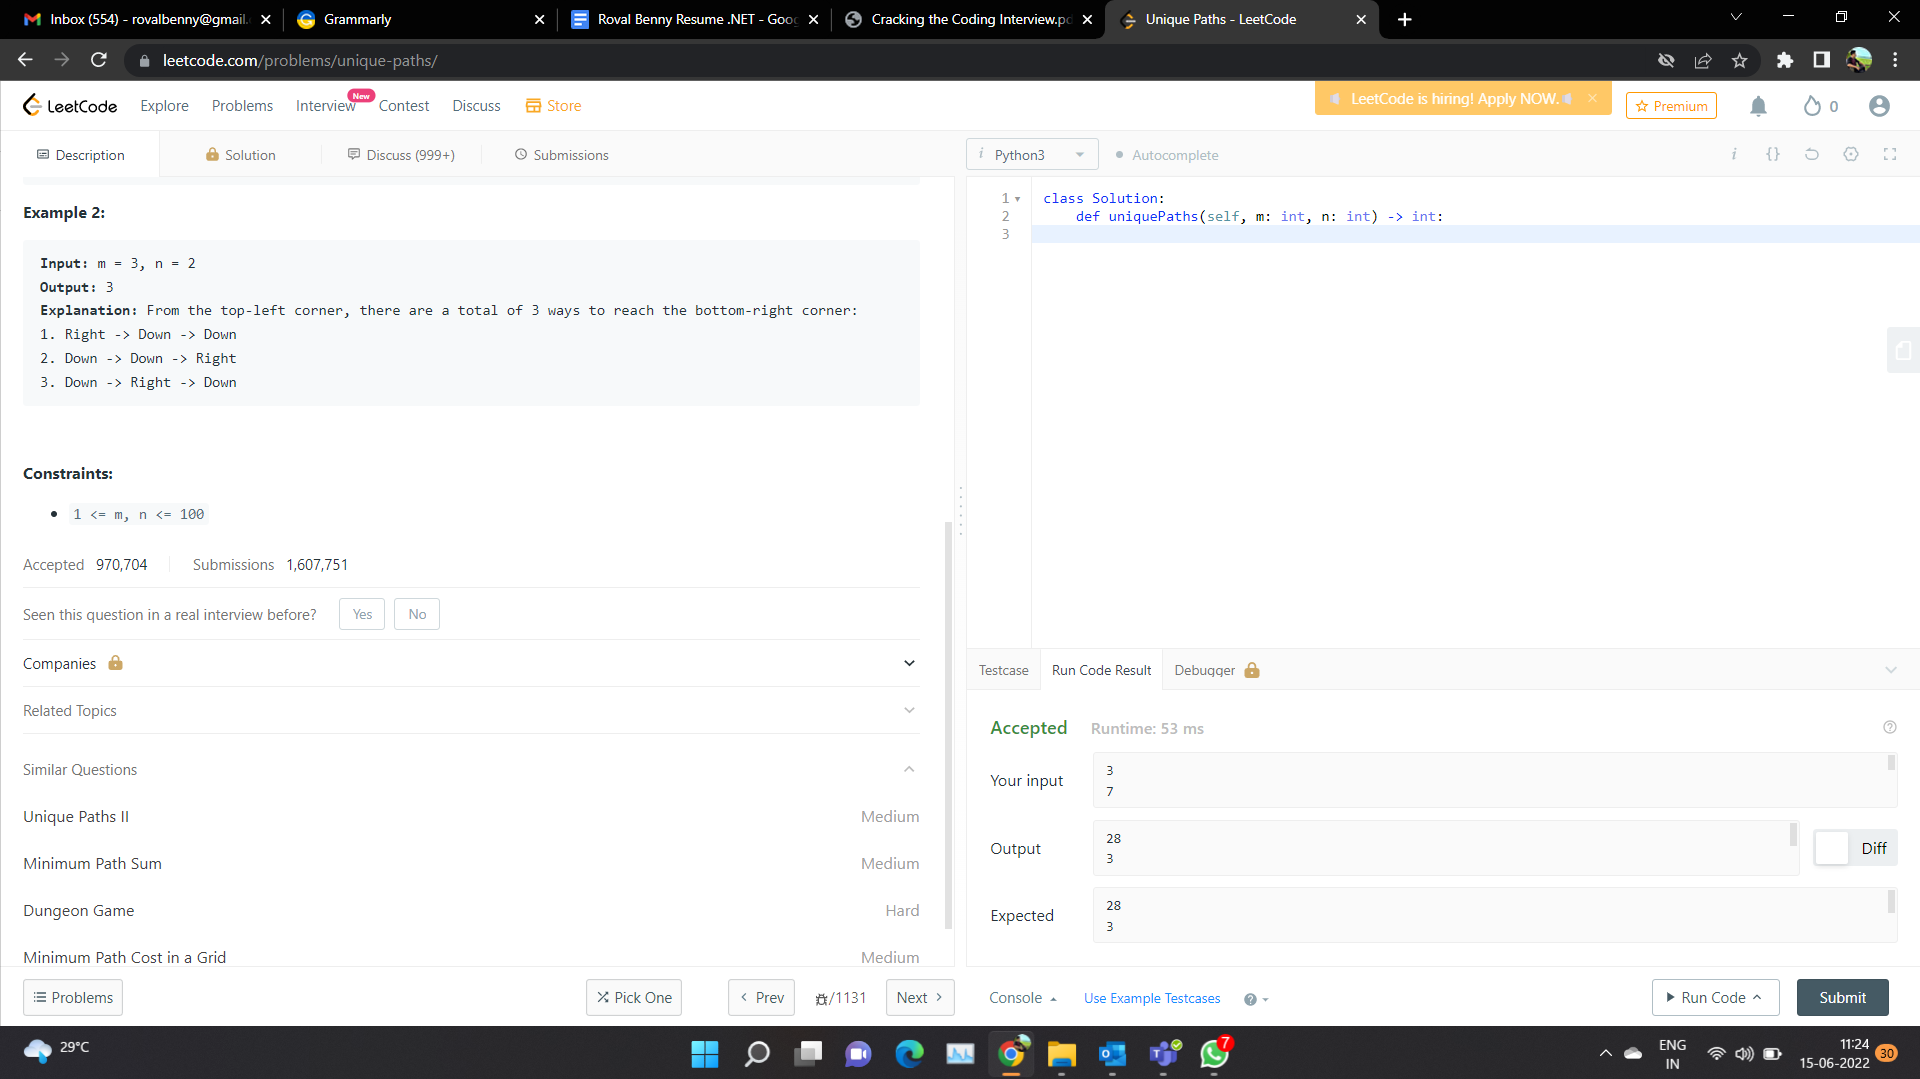 Inbox (554) - rovalbenny@gmail.
Grammarly
Roval Benny Resume .NET - Goo
Cracking the Coding Interview.pd
Unique Paths - LeetCode
leetcode.com/problems/unique-paths/
LeetCode
Explore
Problems
Interview
New
Contest
Discuss
Store
LeetCode is hiring! Apply NOW.
Premium
0
Description
Solution
Discuss (999+)
Submissions
i Python3
Autocomplete
i
{}
Example 2:
Input: m = 3, n = 2
Output: 3
Explanation: From the top-left corner, there are a total of 3 ways to reach the bottom-right corner:
1. Right -> Down -> Down
2. Down -> Down -> Right
3. Down -> Right -> Down
Constraints:
1 <= m, n <= 100
Accepted 970,704
Submissions 1,607,751
Seen this question in a real interview before?
Yes
No
Companies
Related Topics
Similar Questions
Unique Paths II
Medium
Minimum Path Sum
Medium
Dungeon Game
Hard
Minimum Path Cost in a Grid
Medium
Problems
Pick One
Prev
/1131
Next
1 class Solution:
2 def uniquePaths(self, m: int, n: int) -> int:
3
Testcase
Run Code Result
Debugger
Accepted
Runtime: 53 ms
Your input
3
7
Output
28
3
Diff
Expected
28
3
Console
Use Example Testcases
Run Code
Submit
29°C
7
ENG
IN
11:24
15-06-2022
30